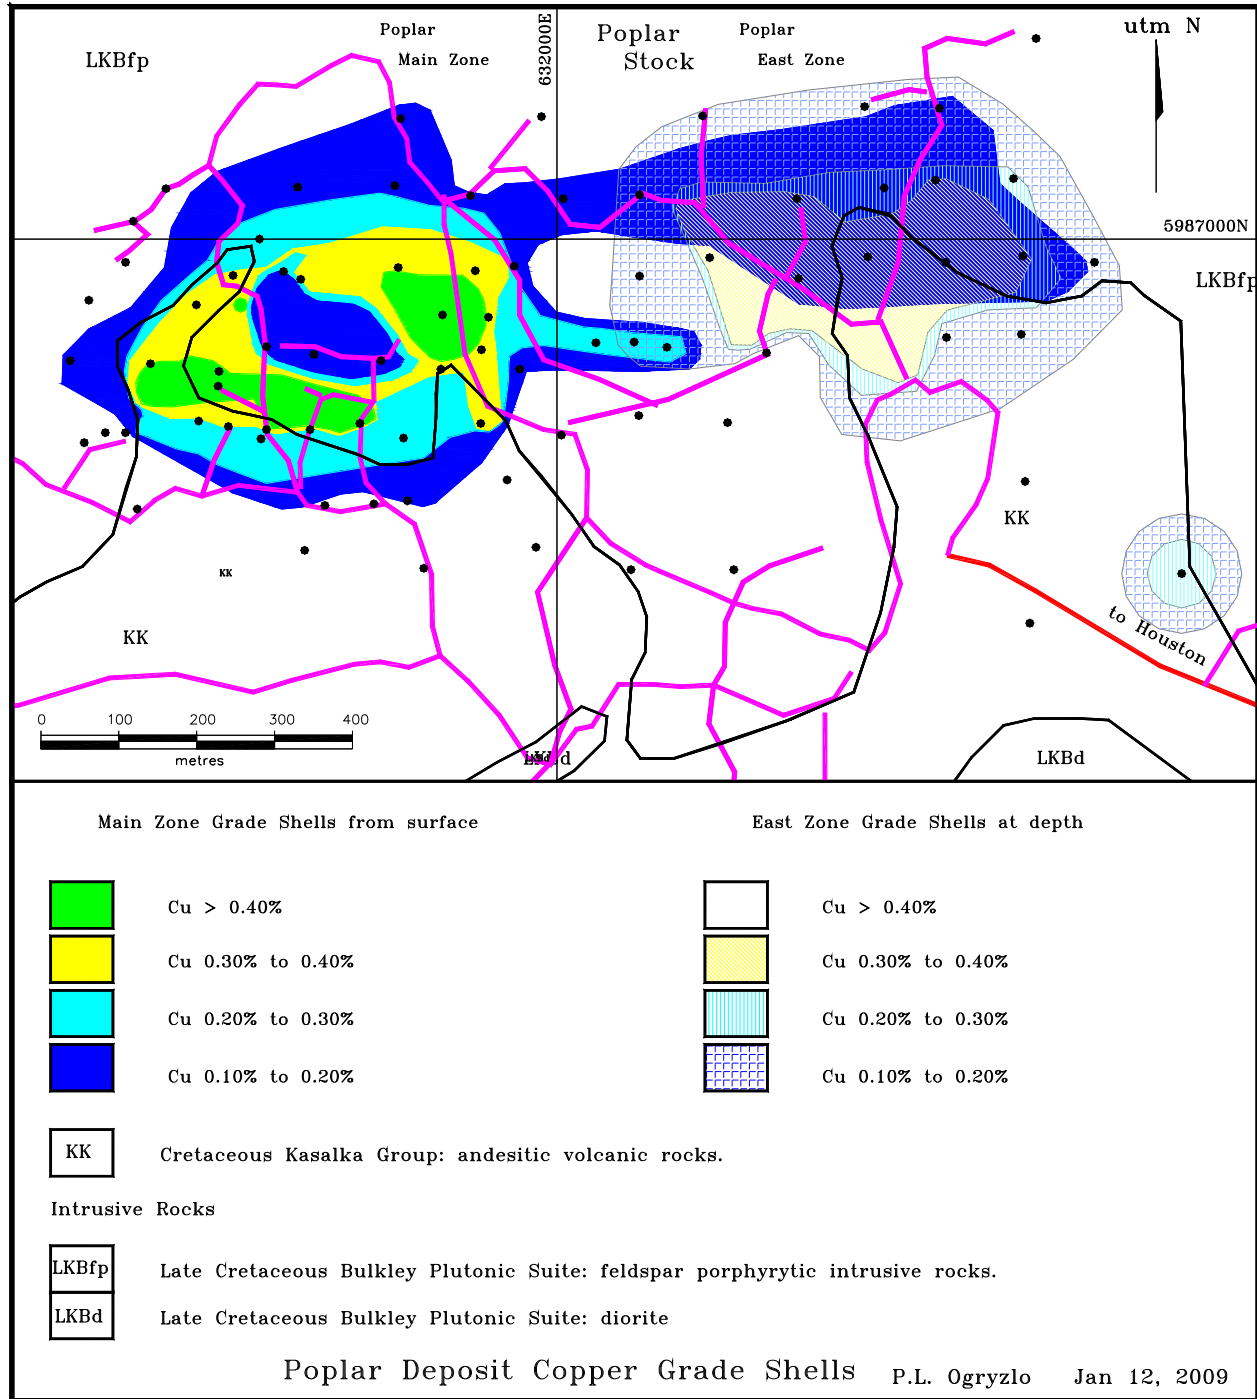 Poplar
Main Zone
632000E
Poplar
Stock
Poplar
East Zone
utm N
LKBfp
5987000N
LKBfp
KK
KK
KK
to Houston
0 100 200 300 400
metres
LKBd
LKBd
Main Zone Grade Shells from surface
East Zone Grade Shells at depth
Cu > 0.40%
Cu > 0.40%
Cu 0.30% to 0.40%
Cu 0.30% to 0.40%
Cu 0.20% to 0.30%
Cu 0.20% to 0.30%
Cu 0.10% to 0.20%
Cu 0.10% to 0.20%
KK Cretaceous Kasalka Group: andesitic volcanic rocks.
Intrusive Rocks
LKBfp Late Cretaceous Bulkley Plutonic Suite: feldspar porphyrytic intrusive rocks.
LKBd Late Cretaceous Bulkley Plutonic Suite: diorite
Poplar Deposit Copper Grade Shells P.L. Ogryzlo Jan 12, 2009